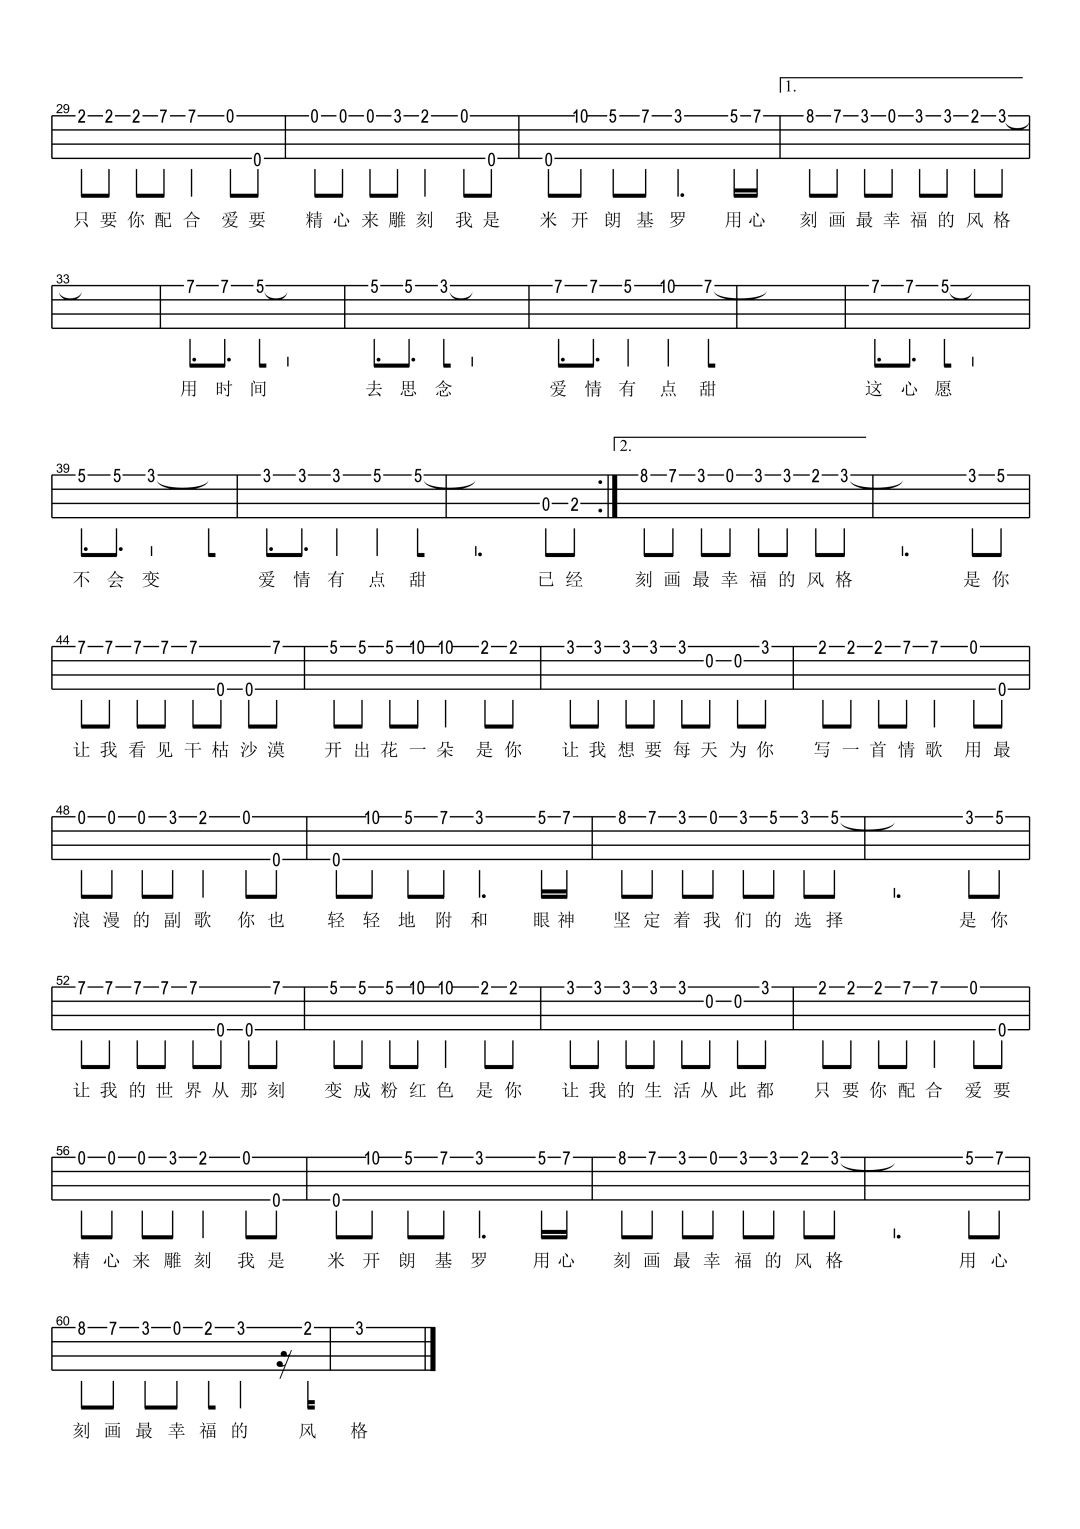 1.
29 2 2 2 7 7 0 0 0 0 0 3 2 0 0 0 10 5 7 3 5 7 8 7 3 0 3 3 2 3
只要你配合 爱要 精心来雕刻 我是 米开朗基罗 用心 刻画最幸福的风格
33 7 7 5 5 5 3 7 7 5 10 7 7 7 5
用时间 去思念 爱情有点甜 这心愿
2.
39 5 5 3 3 3 3 5 5 0 2 8 7 3 0 3 3 2 3 3 5
不会变 爱情有点甜 已经 刻画最幸福的风格 是你
44 7 7 7 7 7 0 0 7 5 5 5 10 10 2 2 3 3 3 3 3 0 0 3 2 2 2 7 7 0 0
让我看见干枯沙漠 开出花一朵 是你 让我想要每天为你 写一首情歌 用最
48 0 0 0 3 2 0 0 0 10 5 7 3 5 7 8 7 3 0 3 5 3 5 3 5
浪漫的副歌 你也 轻轻地附和 眼神 坚定着我们的选择 是你
52 7 7 7 7 7 0 0 7 5 5 5 10 10 2 2 3 3 3 3 3 0 0 3 2 2 2 7 7 0 0
让我的世界从那刻 变成粉红色 是你 让我的生活从此都 只要你配合 爱要
56 0 0 0 3 2 0 0 0 10 5 7 3 5 7 8 7 3 0 3 3 2 3 5 7
精心来雕刻 我是 米开朗基罗 用心 刻画最幸福的风格 用心
60 8 7 3 0 2 3 2 3
刻画最幸福的 风 格